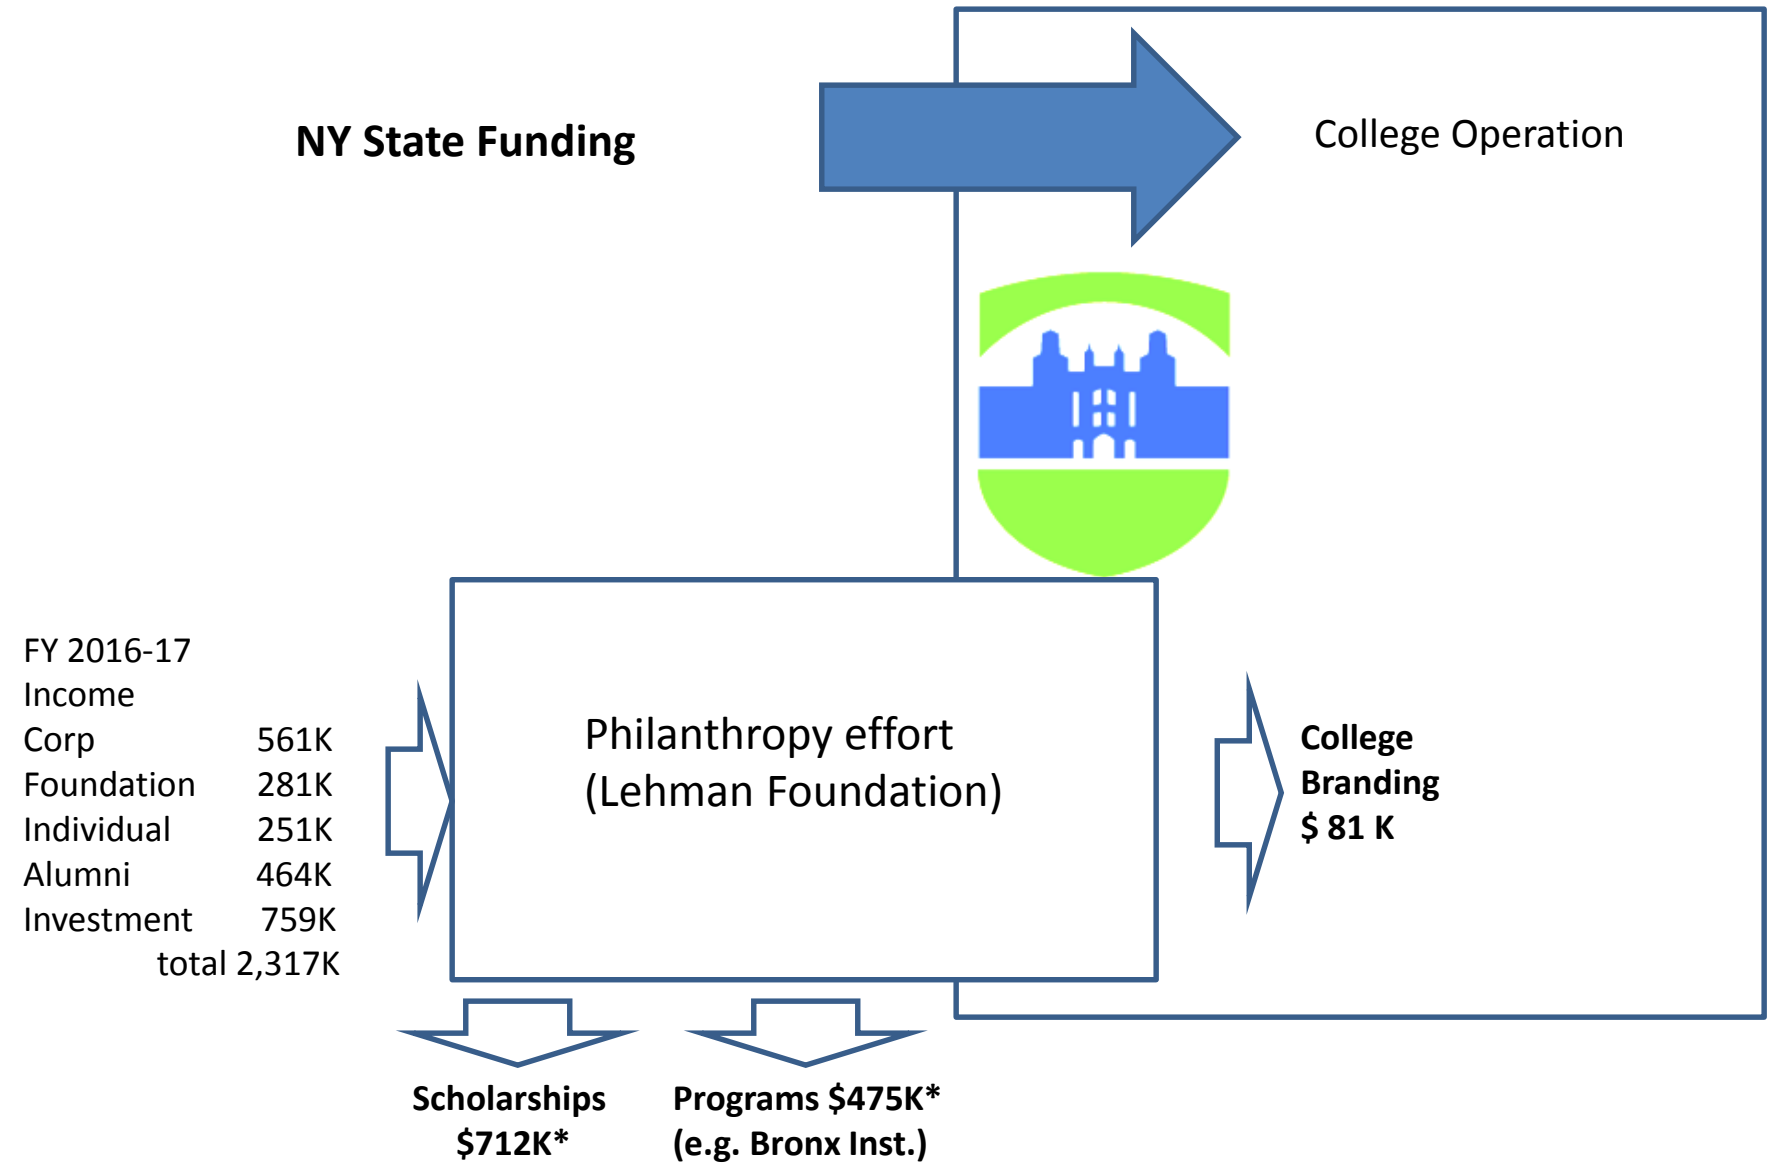 NY State Funding
College Operation
FY 2016-17
Income
Corp 561K
Foundation 281K
Individual 251K
Alumni 464K
Investment 759K
total 2,317K
Philanthropy effort
(Lehman Foundation)
College
Branding
$ 81 K
Scholarships
$712K*
Programs $475K*
(e.g. Bronx Inst.)